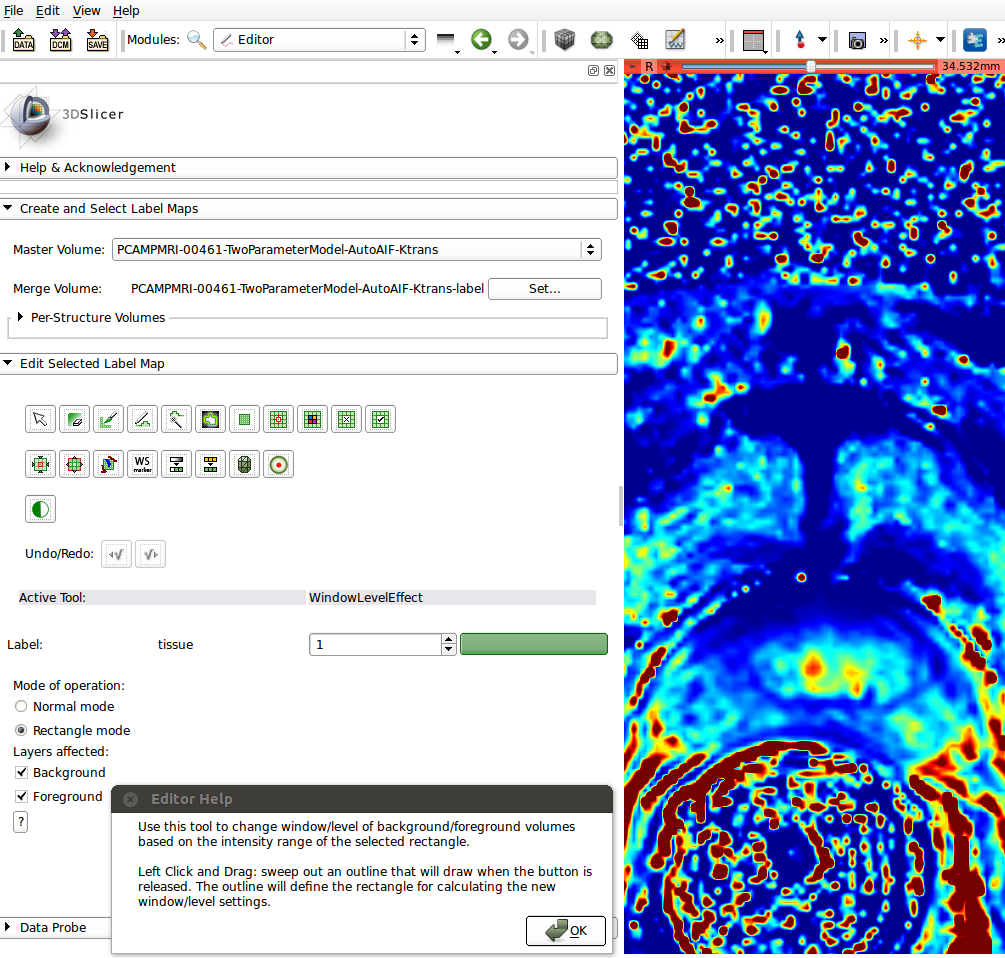 File Edit View Help
DATA DCM SAVE Modules: Editor »
R 34.532mm
3DSlicer
Help & Acknowledgement
Create and Select Label Maps
Master Volume: PCAMPMRI-00461-TwoParameterModel-AutoAIF-Ktrans
Merge Volume: PCAMPMRI-00461-TwoParameterModel-AutoAIF-Ktrans-label Set...
Per-Structure Volumes
Edit Selected Label Map
WS
marker
Undo/Redo:
Active Tool: WindowLevelEffect
Label: tissue 1
Mode of operation:
Normal mode
Rectangle mode
Layers affected:
Background
Foreground
?
Editor Help
Use this tool to change window/level of background/foreground volumes
based on the intensity range of the selected rectangle.
Left Click and Drag: sweep out an outline that will draw when the button is
released. The outline will define the rectangle for calculating the new
window/level settings.
OK
Data Probe